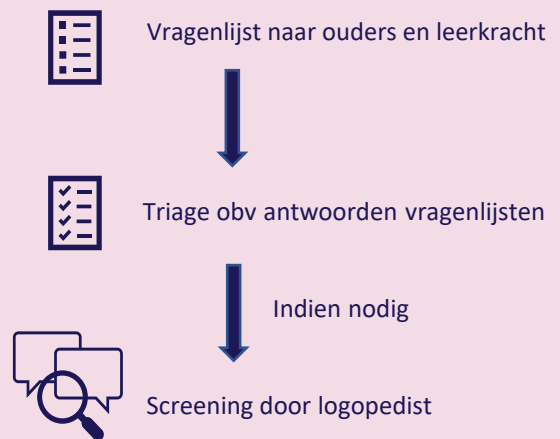 Vragenlijst naar ouders en leerkracht
Triage obv antwoorden vragenlijsten
Indien nodig
Screening door logopedist